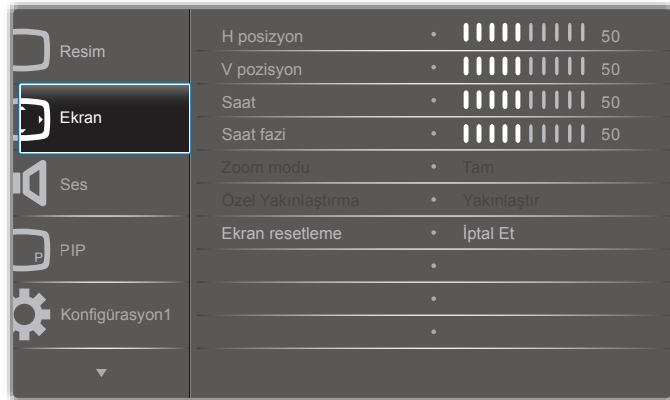 Resim
Ekran
Ses
P
PIP
Konfigürasyon1
H posizyon • 50
V pozisyon • 50
Saat • 50
Saat fazi • 50
Zoom modu • Tam
Özel Yakınlaştırma • Yakınlaştır
Ekran resetleme • İptal Et